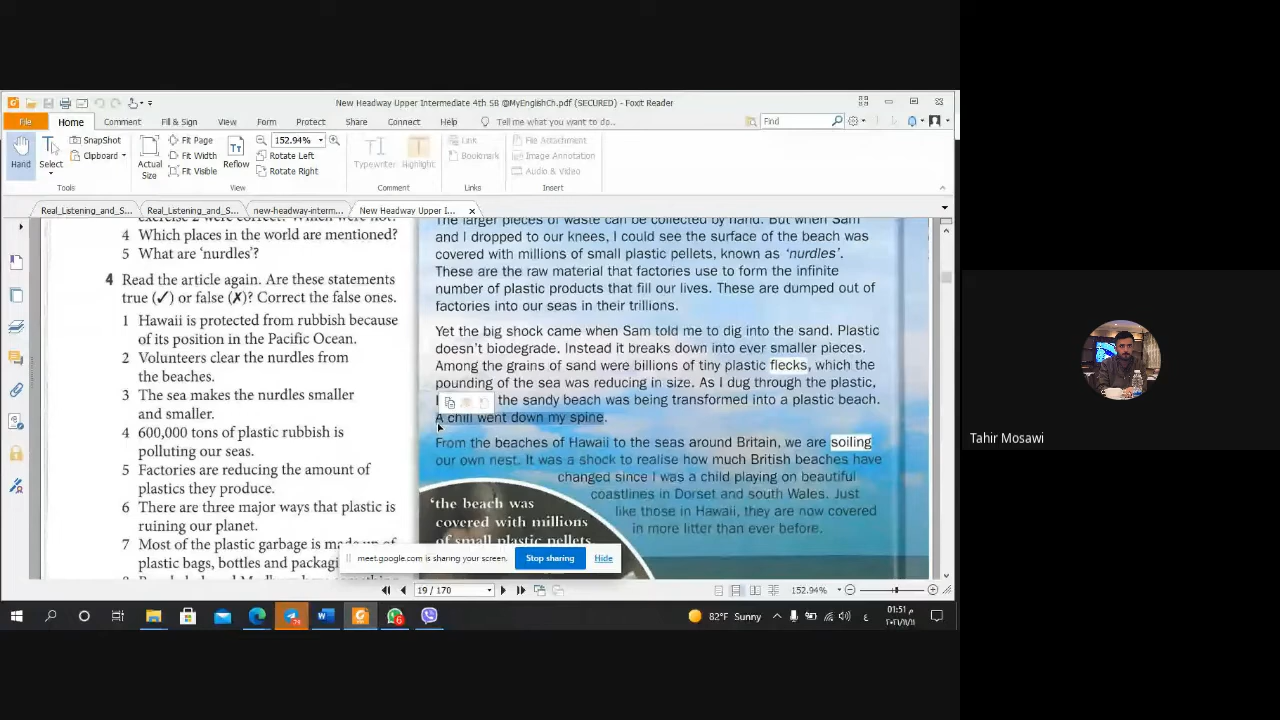 New Headway Upper Intermediate 4th SB @MyEnglishCh.pdf (SECURED) - Foxit Reader
File Home Comment Fill & Sign View Form Protect Share Connect Help Tell me what you want to do.. Find
Hand Select SnapShot Clipboard Actual Size Fit Page Fit Width Fit Visible Reflow 152.94% Rotate Left Rotate Right Typewriter Highlight Link Bookmark File Attachment Image Annotation Audio & Video
Tools View Comment Links Insert
Real_Listening_and_S... Real_Listening_and_S... new-headway-interm... New Headway Upper I...
exercise 2 were correct? Which were not?
4 Which places in the world are mentioned?
5 What are ‘nurdles’?
4 Read the article again. Are these statements
true (✓) or false (✗)? Correct the false ones.
1 Hawaii is protected from rubbish because
of its position in the Pacific Ocean.
2 Volunteers clear the nurdles from
the beaches.
3 The sea makes the nurdles smaller
and smaller.
4 600,000 tons of plastic rubbish is
polluting our seas.
5 Factories are reducing the amount of
plastics they produce.
6 There are three major ways that plastic is
ruining our planet.
7 Most of the plastic garbage is made up of
plastic bags, bottles and packagi
The larger pieces of waste can be collected by hand. But when Sam
and I dropped to our knees, I could see the surface of the beach was
covered with millions of small plastic pellets, known as ‘nurdles’.
These are the raw material that factories use to form the infinite
number of plastic products that fill our lives. These are dumped out of
factories into our seas in their trillions.
Yet the big shock came when Sam told me to dig into the sand. Plastic
doesn’t biodegrade. Instead it breaks down into ever smaller pieces.
Among the grains of sand were billions of tiny plastic flecks, which the
pounding of the sea was reducing in size. As I dug through the plastic,
the sandy beach was being transformed into a plastic beach.
A chill went down my spine.
From the beaches of Hawaii to the seas around Britain, we are soiling
our own nest. It was a shock to realise how much British beaches have
changed since I was a child playing on beautiful
coastlines in Dorset and south Wales. Just
like those in Hawaii, they are now covered
in more litter than ever before.
‘the beach was
covered with millions
of small plastic pellets,
meet.google.com is sharing your screen. Stop sharing Hide
19 / 170 152.94%
82°F Sunny ع 01:51 م
Tahir Mosawi